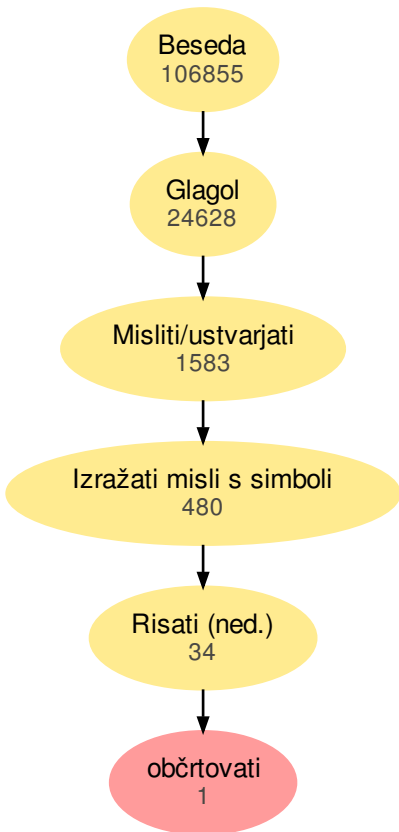 Beseda
106855
Glagol
24628
Misliti/ustvarjati
1583
Izražati misli s simboli
480
Risati (ned.)
34
občrtovati
1